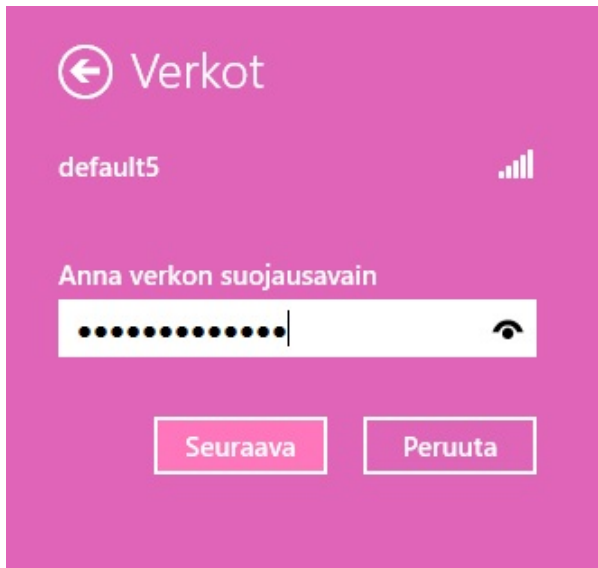 Verkot
default5
Anna verkon suojausavain
•••••••••••••
Seuraava Peruuta